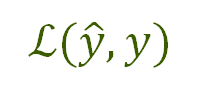 ℒ(ŷ, y)